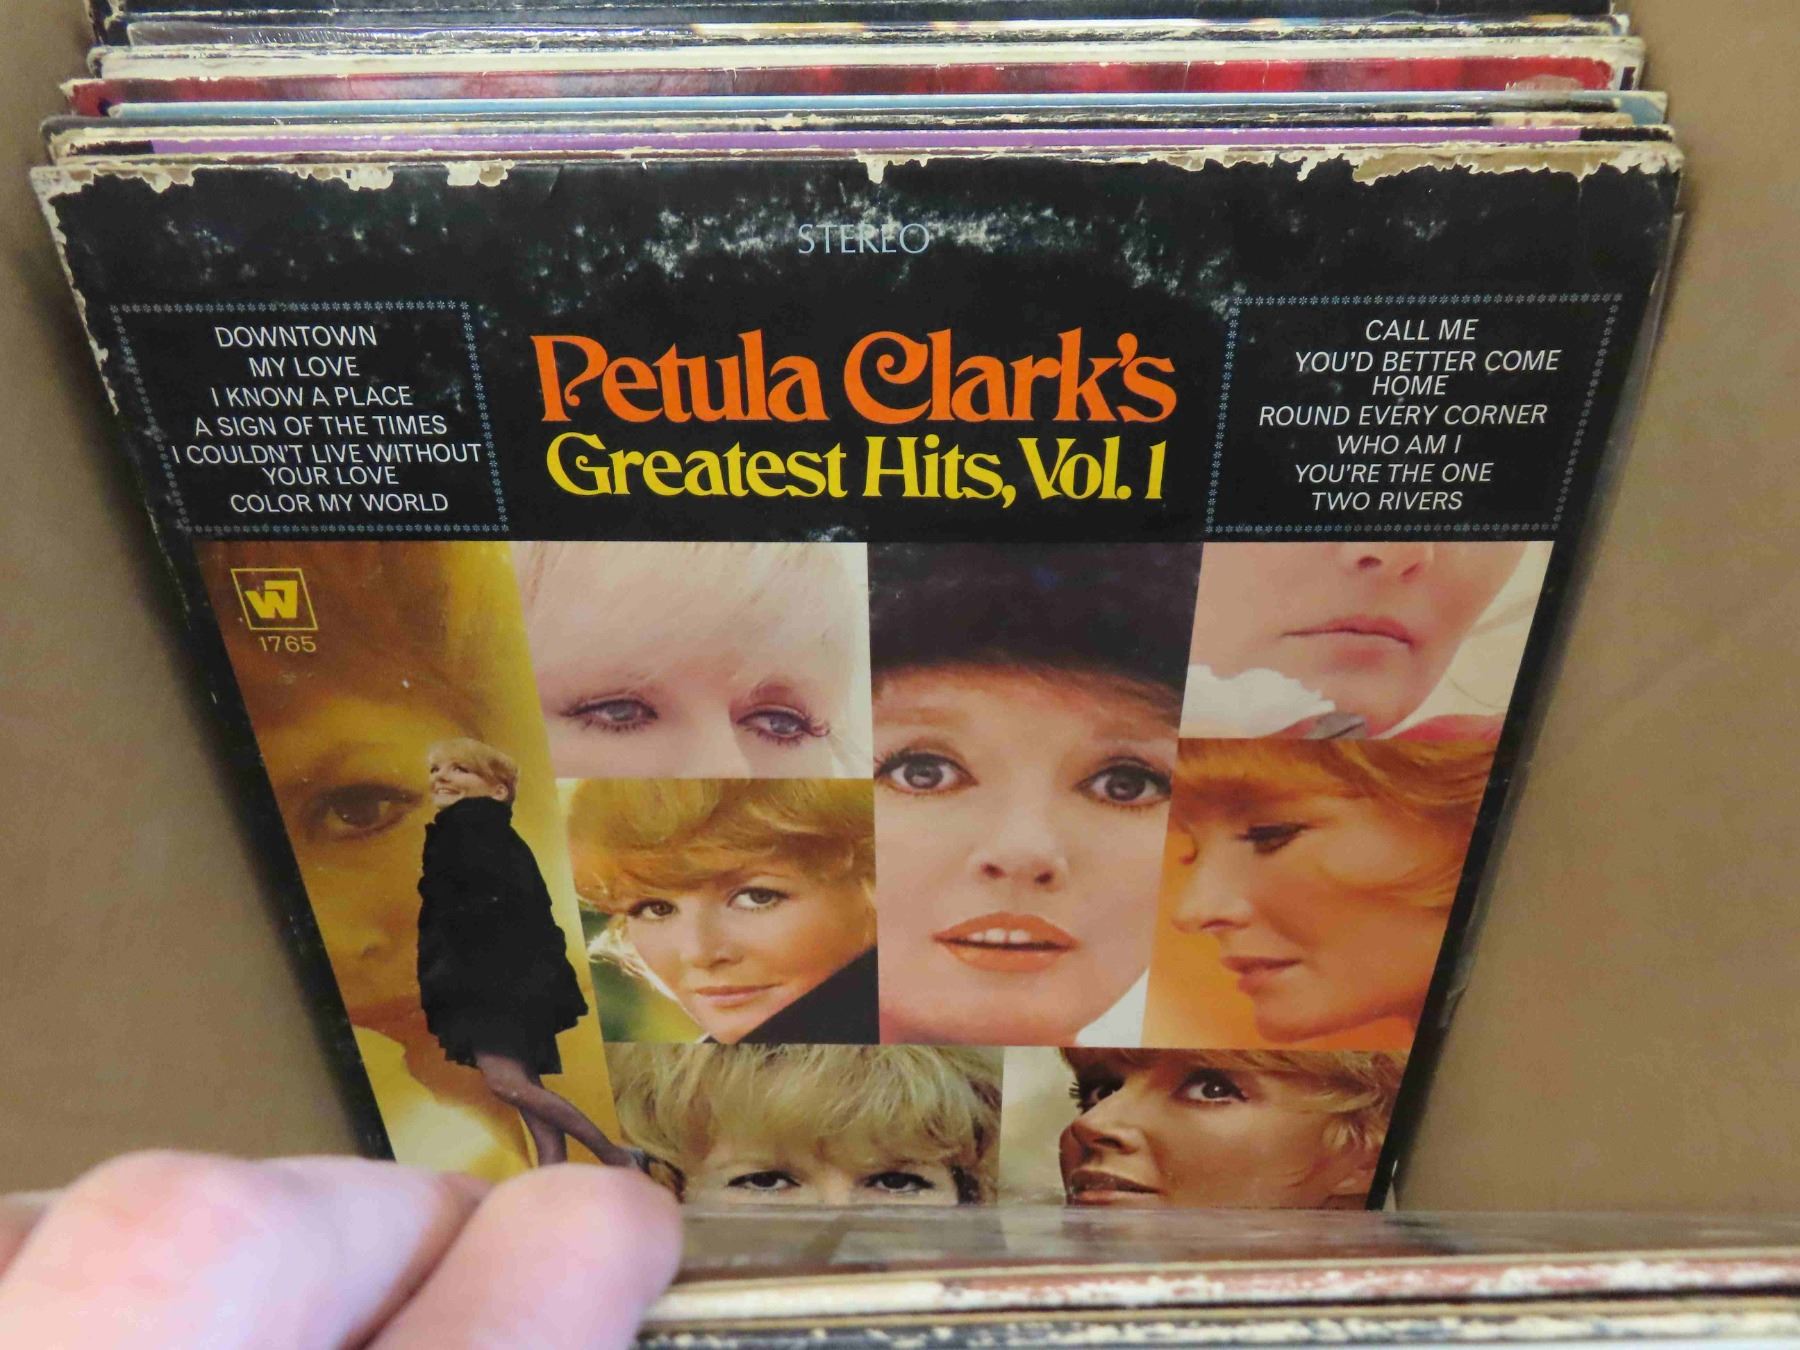 STEREO
DOWNTOWN
MY LOVE
I KNOW A PLACE
A SIGN OF THE TIMES
I COULDN'T LIVE WITHOUT
YOUR LOVE
COLOR MY WORLD
Petula Clark's
Greatest Hits, Vol. 1
CALL ME
YOU'D BETTER COME
HOME
ROUND EVERY CORNER
WHO AM I
YOU'RE THE ONE
TWO RIVERS
W7
1765